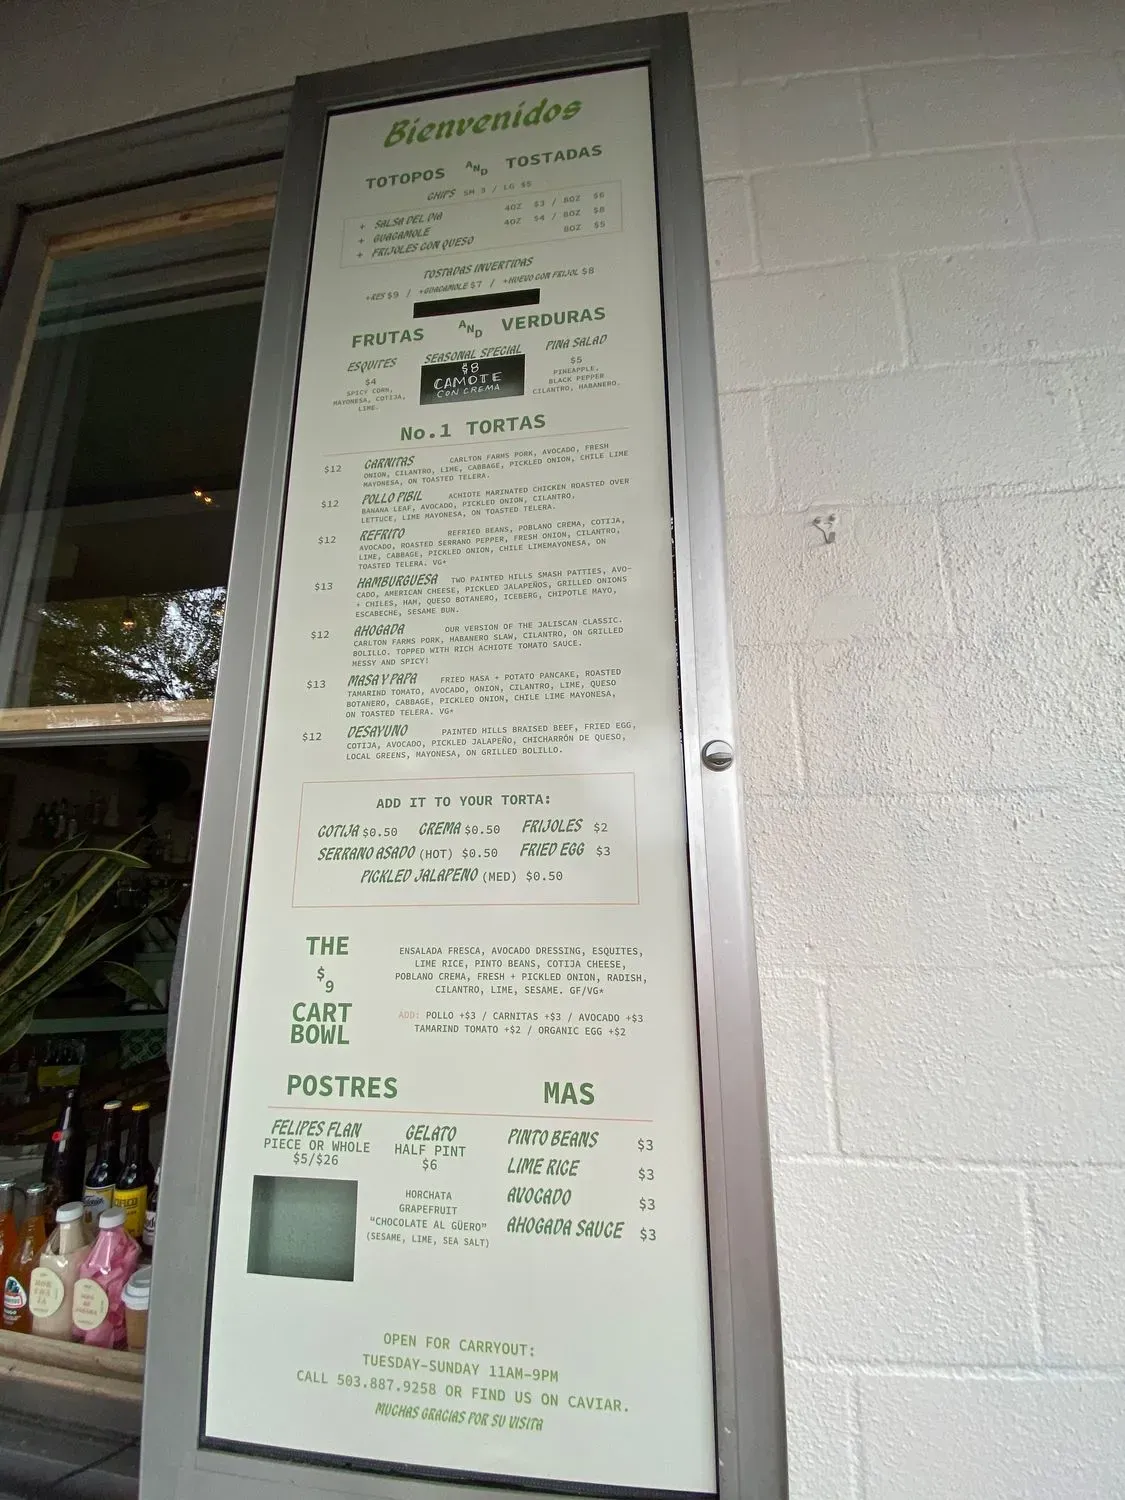 Bienvenidos
TOTOPOS AND TOSTADAS
CHIPS SM 3 / LG $5
+ SALSA DEL DIA 4OZ $3 / 8OZ $6
+ GUACAMOLE 4OZ $4 / 8OZ $8
+ FRIJOLES CON QUESO 8OZ $5
TOSTADAS INVERTIDAS
+RES $9 / +GUACAMOLE $7 / +HUEVO CON FRIJOL $8
FRUTAS AND VERDURAS
ESQUITES
$4
SPICY CORN,
MAYONESA, COTIJA,
LIME.
SEASONAL SPECIAL
$8
CAMOTE
CON CREMA
PINA SALAD
$5
PINEAPPLE,
BLACK PEPPER
CILANTRO, HABANERO.
No.1 TORTAS
$12 CARNITAS CARLTON FARMS PORK, AVOCADO, FRESH
ONION, CILANTRO, LIME, CABBAGE, PICKLED ONION, CHILE LIME
MAYONESA, ON TOASTED TELERA.
$12 POLLO PIBIL ACHIOTE MARINATED CHICKEN ROASTED OVER
BANANA LEAF, AVOCADO, PICKLED ONION, CILANTRO,
LETTUCE, LIME MAYONESA, ON TOASTED TELERA.
$12 REFRITO REFRIED BEANS, POBLANO CREMA, COTIJA,
AVOCADO, ROASTED SERRANO PEPPER, FRESH ONION, CILANTRO,
LIME, CABBAGE, PICKLED ONION, CHILE LIMEMAYONESA, ON
TOASTED TELERA. VG*
$13 HAMBURGUESA TWO PAINTED HILLS SMASH PATTIES, AVO-
CADO, AMERICAN CHEESE, PICKLED JALAPEÑOS, GRILLED ONIONS
+ CHILES, HAM, QUESO BOTANERO, ICEBERG, CHIPOTLE MAYO,
ESCABECHE, SESAME BUN.
$12 AHOGADA OUR VERSION OF THE JALISCAN CLASSIC.
CARLTON FARMS PORK, HABANERO SLAW, CILANTRO, ON GRILLED
BOLILLO. TOPPED WITH RICH ACHIOTE TOMATO SAUCE.
MESSY AND SPICY!
$13 MASA Y PAPA FRIED MASA + POTATO PANCAKE, ROASTED
TAMARIND TOMATO, AVOCADO, ONION, CILANTRO, LIME, QUESO
BOTANERO, CABBAGE, PICKLED ONION, CHILE LIME MAYONESA,
ON TOASTED TELERA. VG*
$12 DESAYUNO PAINTED HILLS BRAISED BEEF, FRIED EGG,
COTIJA, AVOCADO, PICKLED JALAPEÑO, CHICHARRÓN DE QUESO,
LOCAL GREENS, MAYONESA, ON GRILLED BOLILLO.
ADD IT TO YOUR TORTA:
COTIJA $0.50 CREMA $0.50 FRIJOLES $2
SERRANO ASADO (HOT) $0.50 FRIED EGG $3
PICKLED JALAPENO (MED) $0.50
THE
$9
CART
BOWL
ENSALADA FRESCA, AVOCADO DRESSING, ESQUITES,
LIME RICE, PINTO BEANS, COTIJA CHEESE,
POBLANO CREMA, FRESH + PICKLED ONION, RADISH,
CILANTRO, LIME, SESAME. GF/VG*
ADD: POLLO +$3 / CARNITAS +$3 / AVOCADO +$3
TAMARIND TOMATO +$2 / ORGANIC EGG +$2
POSTRES
FELIPES FLAN
PIECE OR WHOLE
$5/$26
GELATO
HALF PINT
$6
HORCHATA
GRAPEFRUIT
"CHOCOLATE AL GÜERO"
(SESAME, LIME, SEA SALT)
MAS
PINTO BEANS $3
LIME RICE $3
AVOCADO $3
AHOGADA SAUCE $3
OPEN FOR CARRYOUT:
TUESDAY-SUNDAY 11AM-9PM
CALL 503.887.9258 OR FIND US ON CAVIAR.
MUCHAS GRACIAS POR SU VISITA